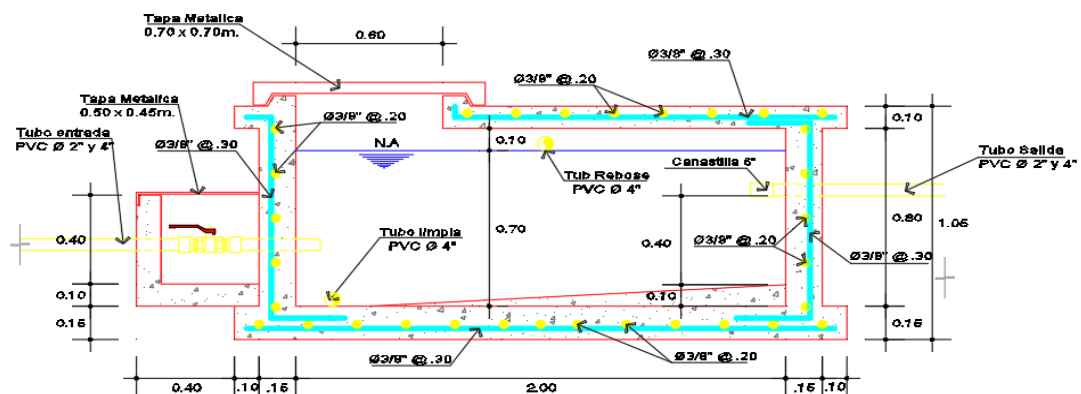 Tapa Metalica
0.70 x 0.70m.
0.60
Ø3/8" @ .30
Ø3/8" @ .20
Tapa Metalica
0.50 x 0.45m.
Tubo entrada
PVC Ø 2" y 4"
Ø3/8" @ .20
Ø3/8" @ .30
N.A
0.10
0.10
Tub Rebose
PVC Ø 4"
Canastilla 6"
Tubo Salida
PVC Ø 2" y 4"
0.40
Tubo limpia
PVC Ø 4"
0.70
0.40
Ø3/8" @ .20
Ø3/8" @ .30
0.80
1.05
0.10
0.10
0.15
0.15
Ø3/8" @ .30
Ø3/8" @ .20
0.40
.10
.15
2.00
.15
.10